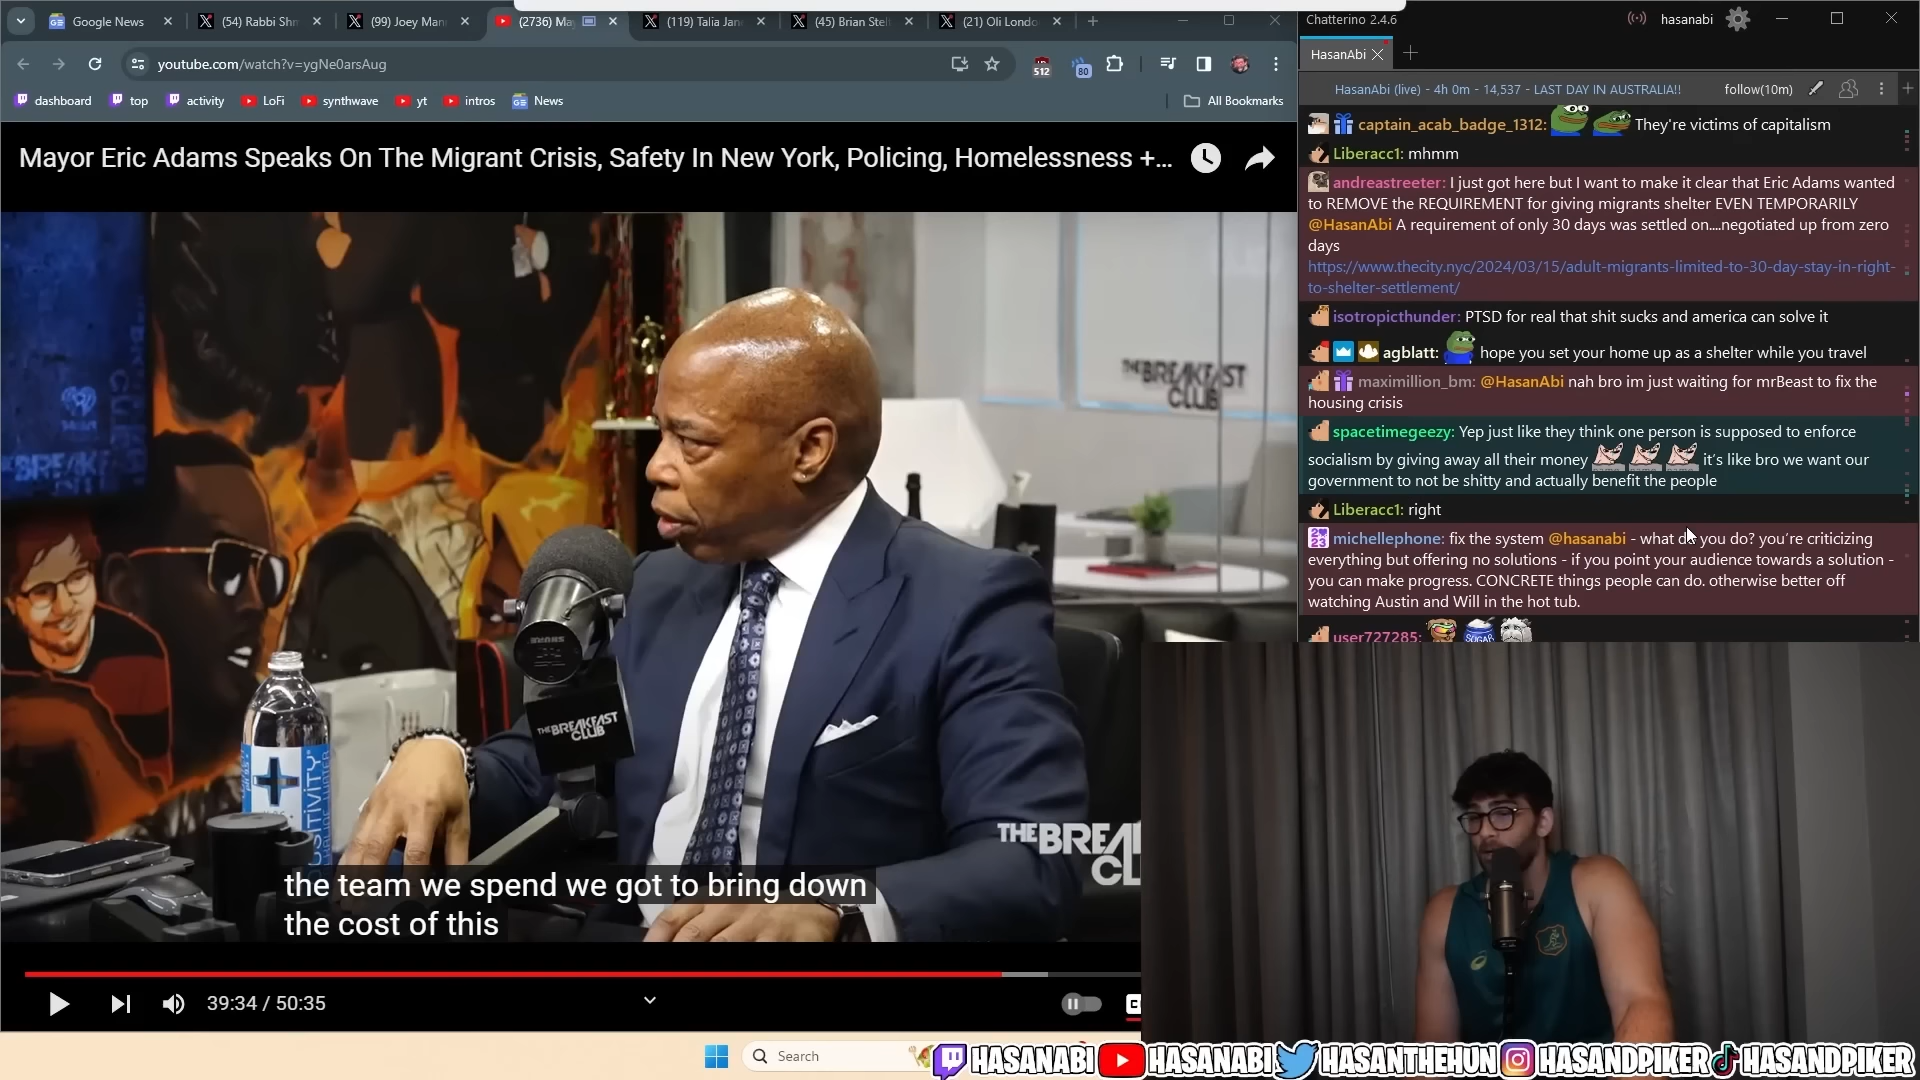 Google News
(54) Rabbi Shm
(99) Joey Man
(2736) Ma
(119) Talia Jan
(45) Brian Stelt
(21) Oli Londo
youtube.com/watch?v=ygNe0arsAug
512
80
dashboard
top
activity
LoFi
synthwave
yt
intros
News
All Bookmarks
Mayor Eric Adams Speaks On The Migrant Crisis, Safety In New York, Policing, Homelessness +...
THE BREAKFAST
CLUB
THE BREAKFAST
CLUB
THE BREA
CL
the team we spend we got to bring down
the cost of this
39:34 / 50:35
Search
Chatterino 2.4.6
hasanabi
HasanAbi
HasanAbi (live) - 4h 0m - 14,537 - LAST DAY IN AUSTRALIA!!
follow(10m)
captain_acab_badge_1312: They're victims of capitalism
Liberacc1: mhmm
andreastreeter: I just got here but I want to make it clear that Eric Adams wanted
to REMOVE the REQUIREMENT for giving migrants shelter EVEN TEMPORARILY
@HasanAbi A requirement of only 30 days was settled on....negotiated up from zero
days
https://www.thecity.nyc/2024/03/15/adult-migrants-limited-to-30-day-stay-in-right-
to-shelter-settlement/
isotropicthunder: PTSD for real that shit sucks and america can solve it
agblatt: hope you set your home up as a shelter while you travel
maximillion_bm: @HasanAbi nah bro im just waiting for mrBeast to fix the
housing crisis
spacetimegeezy: Yep just like they think one person is supposed to enforce
socialism by giving away all their money it's like bro we want our
government to not be shitty and actually benefit the people
Liberacc1: right
michellephone: fix the system @hasanabi - what do you do? you're criticizing
everything but offering no solutions - if you point your audience towards a solution -
you can make progress. CONCRETE things people can do. otherwise better off
watching Austin and Will in the hot tub.
user727285:
HASANABI HASANABI HASANTHEHUN HASANDPIKER HASANDPIKER